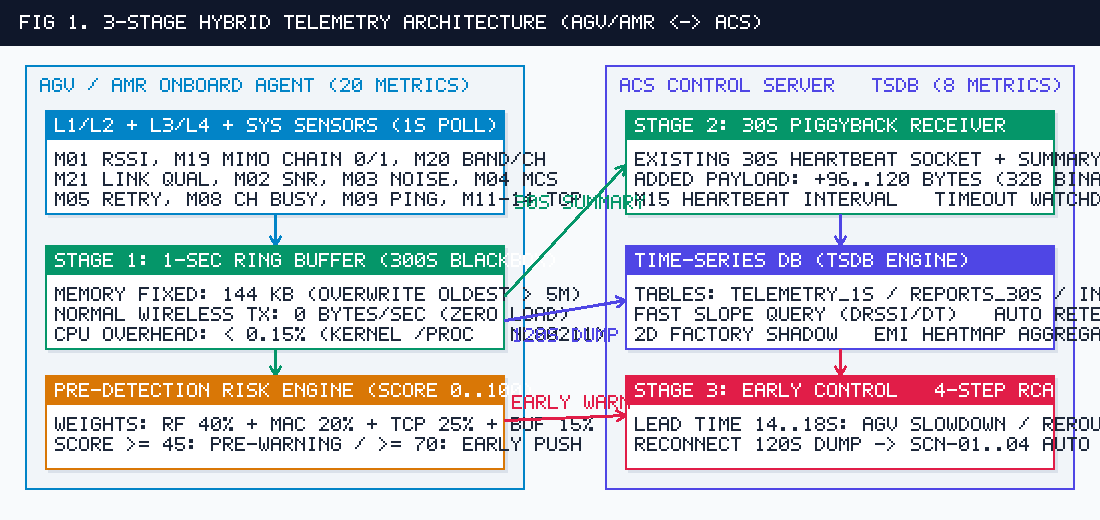 FIG 1. 3-STAGE HYBRID TELEMETRY ARCHITECTURE (AGV/AMR <-> ACS)
AGV / AMR ONBOARD AGENT (20 METRICS)
L1/L2 + L3/L4 + SYS SENSORS (1S POLL)
M01 RSSI, M19 MIMO CHAIN 0/1, M20 BAND/CH
M21 LINK QUAL, M02 SNR, M03 NOISE, M04 MCS
M05 RETRY, M08 CH BUSY, M09 PING, M11-14 TCP
STAGE 1: 1-SEC RING BUFFER (300S
MEMORY FIXED: 144 KB (OVERWRITE OLDEST > 5M)
NORMAL WIRELESS TX: 0 BYTES/SEC (ZERO LOAD)
CPU OVERHEAD: < 0.15% (KERNEL /PROC
PRE-DETECTION RISK ENGINE (SCORE 0..100
WEIGHTS: RF 40% + MAC 20% + TCP 25% + BUF 15%
SCORE >= 45: PRE-WARNING / >= 70: EARLY PUSH
30S SUMMARY
120S DUMP
EARLY WARN
ACS CONTROL SERVER TSDB (8 METRICS)
STAGE 2: 30S PIGGYBACK RECEIVER
EXISTING 30S HEARTBEAT SOCKET + SUMMARY
ADDED PAYLOAD: +96..120 BYTES (32B BINA
M15 HEARTBEAT INTERVAL TIMEOUT WATCHD
TIME-SERIES DB (TSDB ENGINE)
TABLES: TELEMETRY_1S / REPORTS_30S / IN
FAST SLOPE QUERY (DRSSI/DT) AUTO RETE
2D FACTORY SHADOW EMI HEATMAP AGGREGA
STAGE 3: EARLY CONTROL 4-STEP RCA
LEAD TIME 14..18S: AGV SLOWDOWN / REROU
RECONNECT 120S DUMP -> SCN-01..04 AUTO